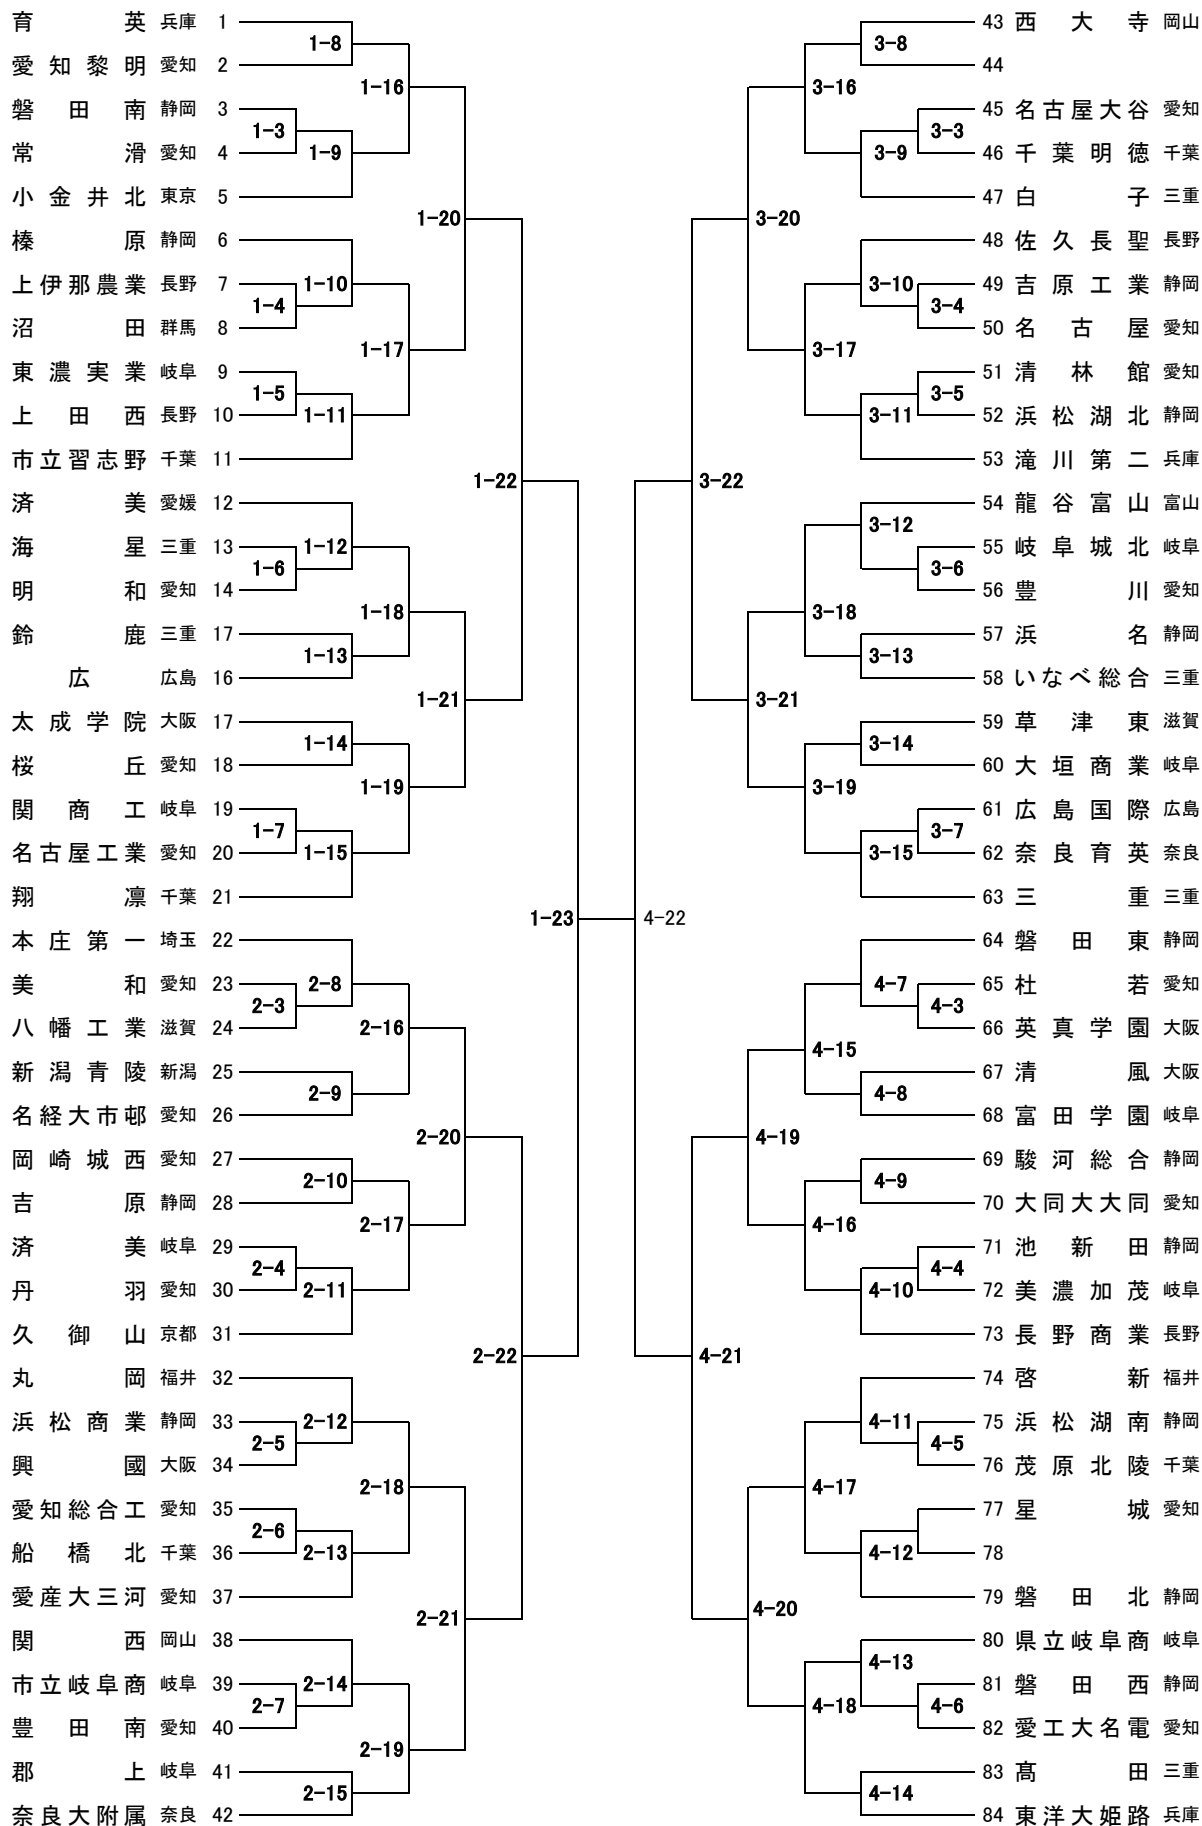 育英 兵庫 1
1-8
愛知黎明 愛知 2
1-16
磐田南 静岡 3
1-3
常滑 愛知 4
1-9
小金井北 東京 5
1-20
榛原 静岡 6
上伊那農業 長野 7
1-10
1-4
沼田 群馬 8
1-17
東濃実業 岐阜 9
1-5
上田西 長野 10
1-11
市立習志野 千葉 11
1-22
済美 愛媛 12
海星 三重 13
1-12
1-6
明和 愛知 14
1-18
鈴鹿 三重 17
1-13
広 広島 16
1-21
太成学院 大阪 17
1-14
桜丘 愛知 18
1-19
関商工 岐阜 19
1-7
名古屋工業 愛知 20
1-15
翔凛 千葉 21
1-23
本庄第一 埼玉 22
美和 愛知 23
2-8
2-3
八幡工業 滋賀 24
2-16
新潟青陵 新潟 25
2-9
名経大市邨 愛知 26
2-20
岡崎城西 愛知 27
2-10
吉原 静岡 28
2-17
済美 岐阜 29
2-4
丹羽 愛知 30
2-11
久御山 京都 31
2-22
丸岡 福井 32
浜松商業 静岡 33
2-12
2-5
興國 大阪 34
2-18
愛知総合工 愛知 35
2-6
船橋北 千葉 36
2-13
愛産大三河 愛知 37
2-21
関西 岡山 38
市立岐阜商 岐阜 39
2-14
2-7
豊田南 愛知 40
2-19
郡上 岐阜 41
2-15
奈良大附属 奈良 42
43 西大寺 岡山
3-8
44
3-16
45 名古屋大谷 愛知
3-3
46 千葉明徳 千葉
3-9
47 白子 三重
3-20
48 佐久長聖 長野
49 吉原工業 静岡
3-10
3-4
50 名古屋 愛知
3-17
51 清林館 愛知
3-5
52 浜松湖北 静岡
3-11
53 滝川第二 兵庫
3-22
54 龍谷富山 富山
3-12
55 岐阜城北 岐阜
3-6
56 豊川 愛知
3-18
57 浜名 静岡
3-13
58 いなべ総合 三重
3-21
59 草津東 滋賀
3-14
60 大垣商業 岐阜
3-19
61 広島国際 広島
3-7
62 奈良育英 奈良
3-15
63 三重 三重
4-22
64 磐田東 静岡
65 杜若 愛知
4-7
4-3
66 英真学園 大阪
4-15
67 清風 大阪
4-8
68 富田学園 岐阜
4-19
69 駿河総合 静岡
4-9
70 大同大大同 愛知
4-16
71 池新田 静岡
4-4
72 美濃加茂 岐阜
4-10
73 長野商業 長野
4-21
74 啓新 福井
75 浜松湖南 静岡
4-11
4-5
76 茂原北陵 千葉
4-17
77 星城 愛知
78
4-12
79 磐田北 静岡
4-20
80 県立岐阜商 岐阜
4-13
81 磐田西 静岡
4-6
4-18
82 愛工大名電 愛知
83 髙田 三重
4-14
84 東洋大姫路 兵庫